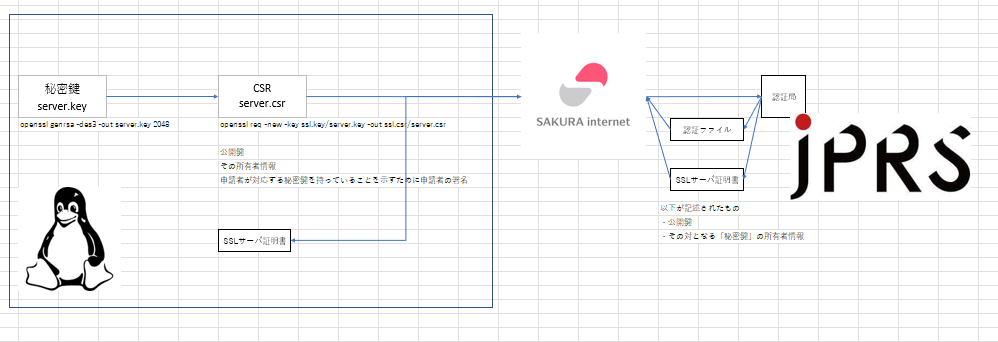 秘密鍵
server.key
openssl genrsa -des3 -out server.key 2048
CSR
server.csr
openssl req -new -key ssl.key/server.key -out ssl.csr/server.csr
公開鍵
その所有者情報
申請者が対応する秘密鍵を持っていることを示すために申請者の署名
SSLサーバ証明書
SAKURA internet
認証局
認証ファイル
SSLサーバ証明書
以下が記述されたもの
・公開鍵
・その対となる「秘密鍵」の所有者情報
JPRS